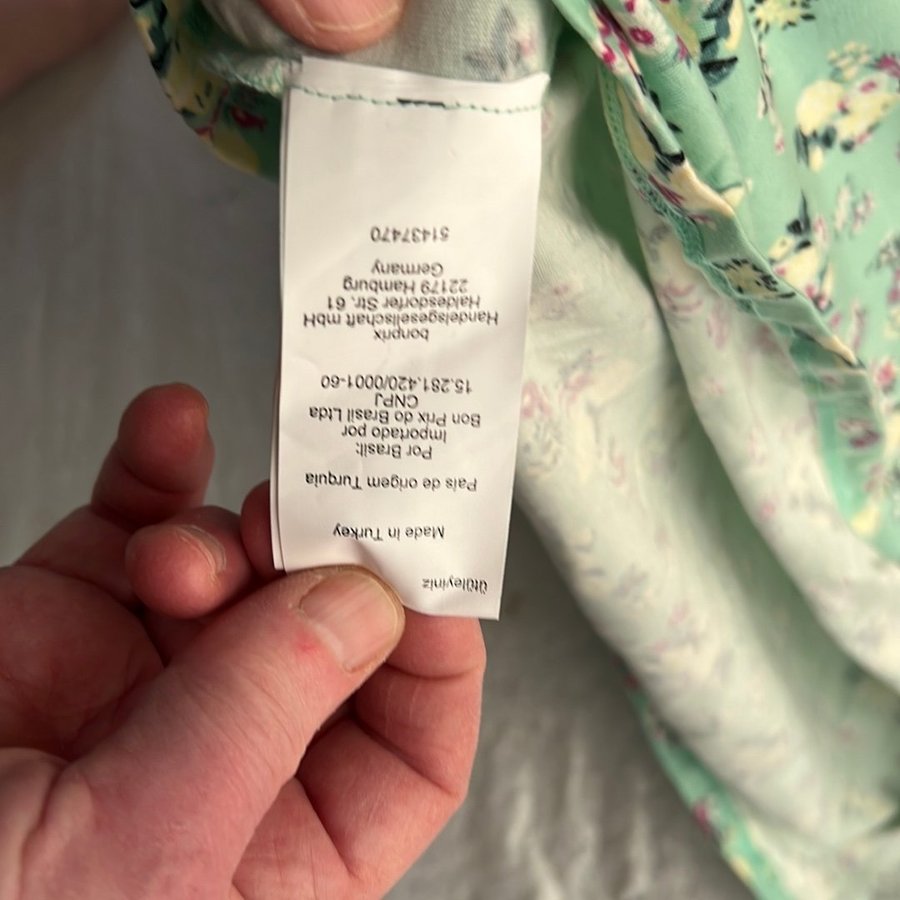 ütüleyiniz
Made in Turkey
País de origem Turquia
Por Brasil:
Importado por
Bon Prix do Brasil Ltda
CNPJ
15.281.420/0001-60
bonprix
Handelsgesellschaft mbH
Haldesdorfer Str. 61
22179 Hamburg
Germany
51437470